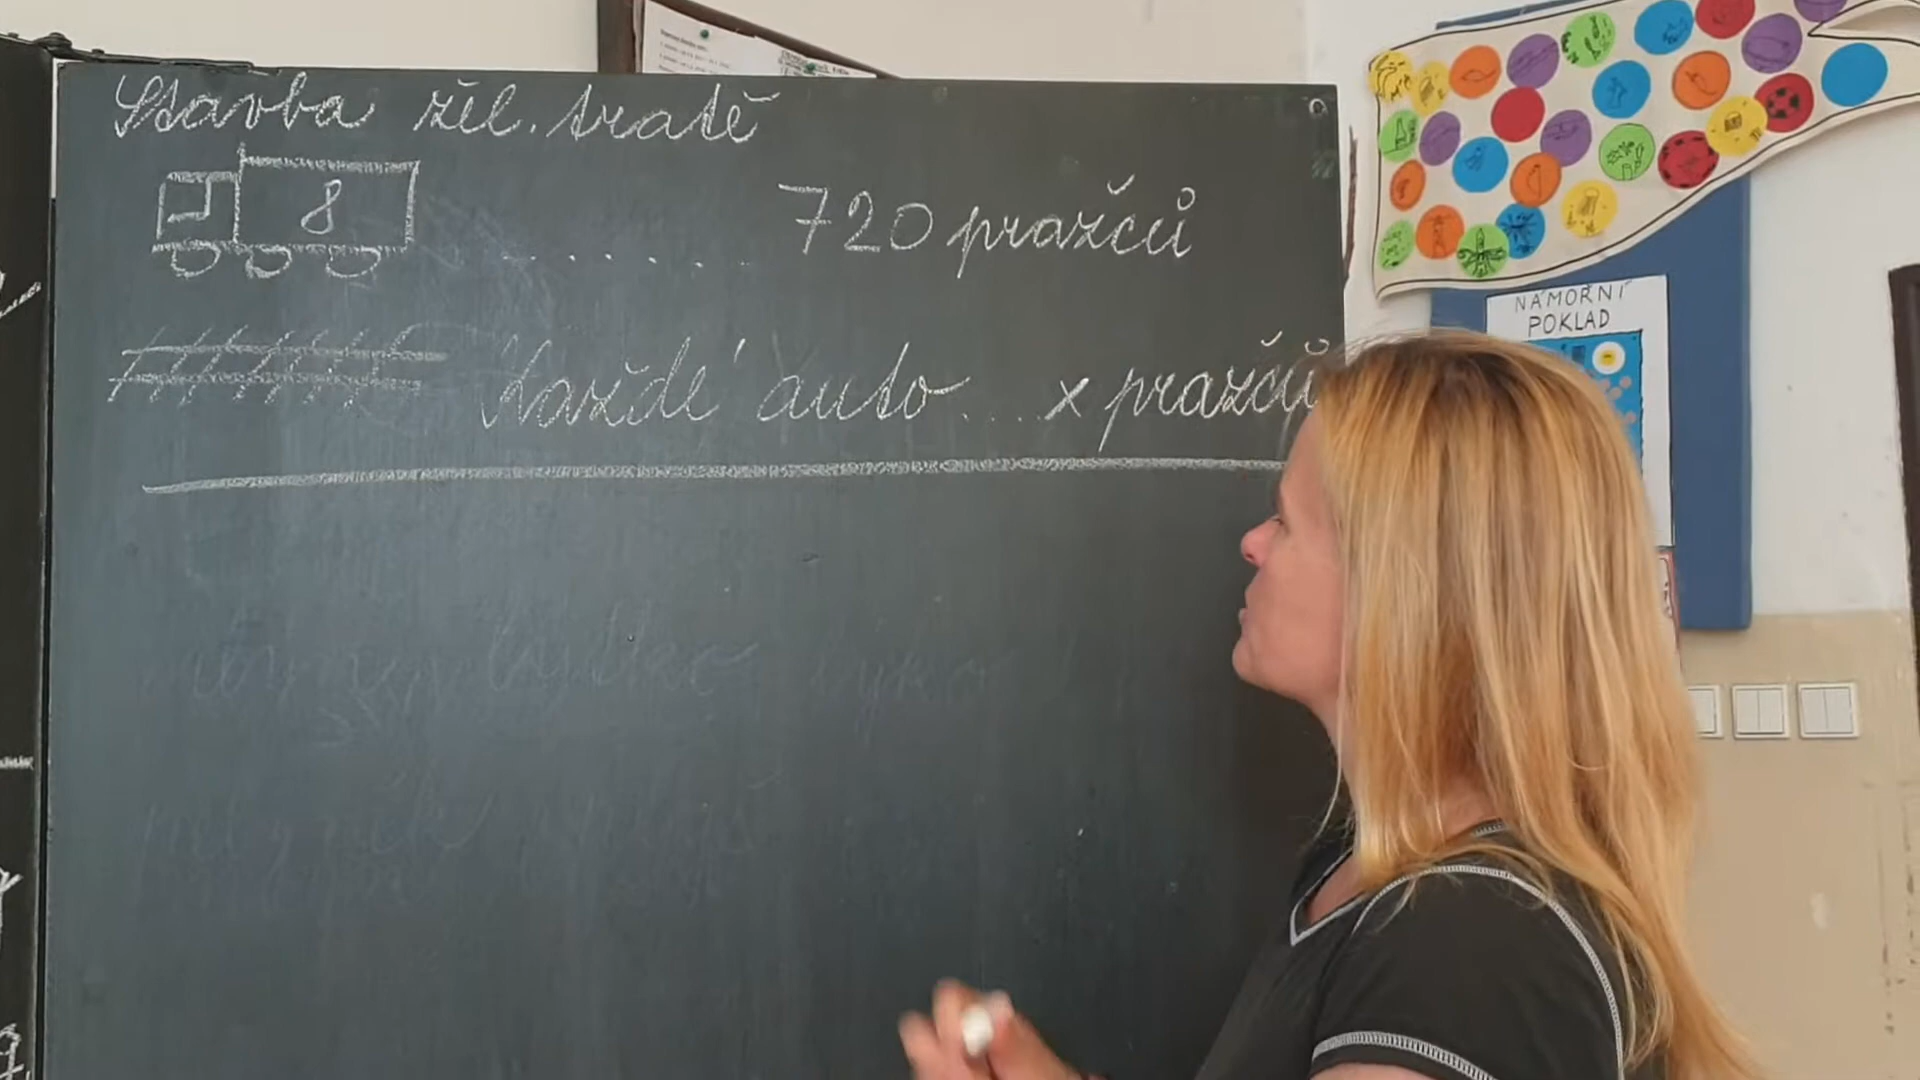 Stavba žel. tratě
8 ....... 720 pražců
Každé auto.... x pražců
NÁMOŘNÍ
POKLAD